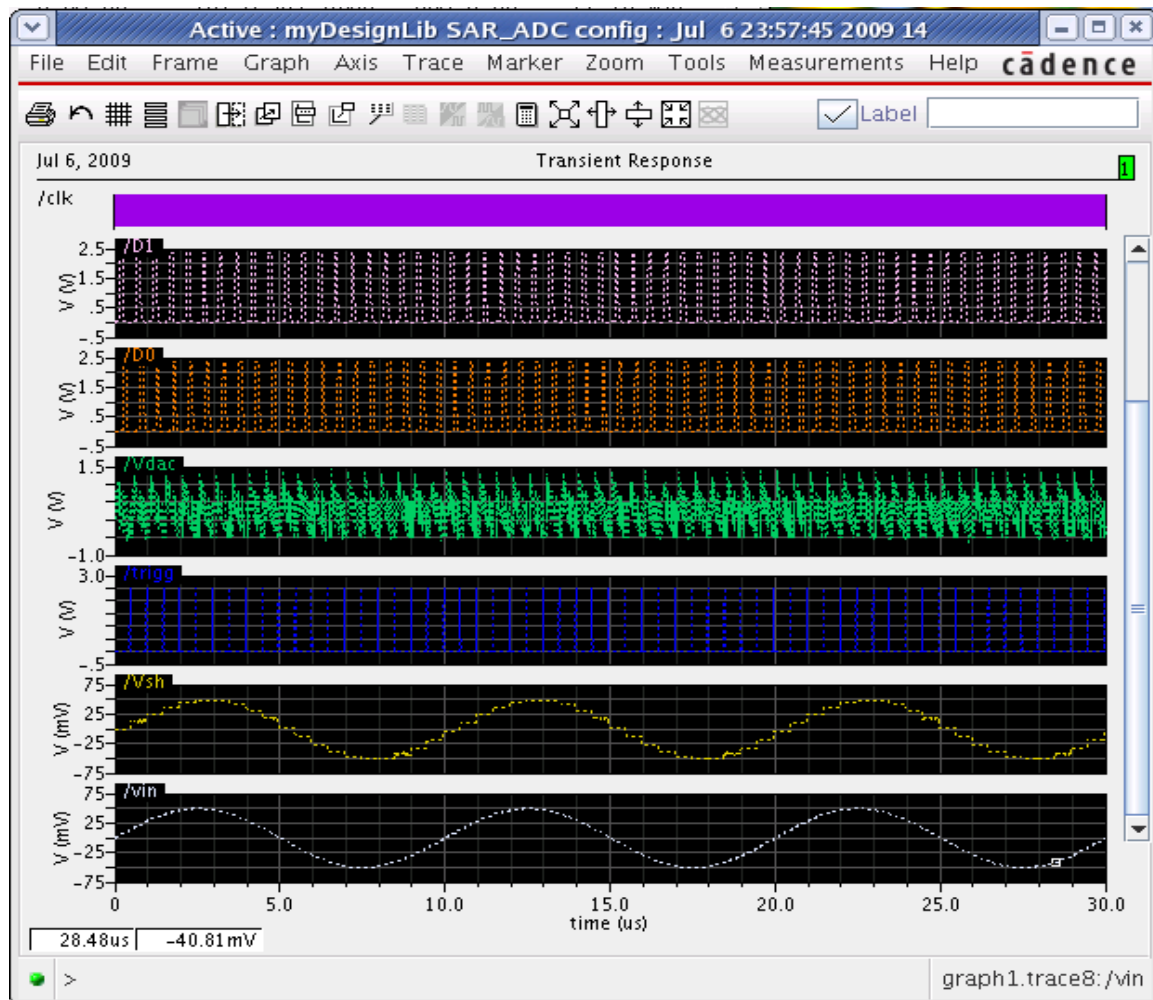 Active : myDesignLib SAR_ADC config : Jul 6 23:57:45 2009 14
File Edit Frame Graph Axis Trace Marker Zoom Tools Measurements Help cādence
Label
Jul 6, 2009 Transient Response 1
/clk
/D1
2.5
1.5
V (V)
.5
-.5
/D0
2.5
1.5
V (V)
.5
-.5
/Vdac
1.5
V (V)
-1.0
/trigg
3.0
V (V)
-.5
/Vsh
75
25
V (mV)
-25
-75
/vin
75
25
V (mV)
-25
-75
0 5.0 10.0 15.0 20.0 25.0 30.0
time (us)
28.48us -40.81mV
> graph1.trace8:/vin